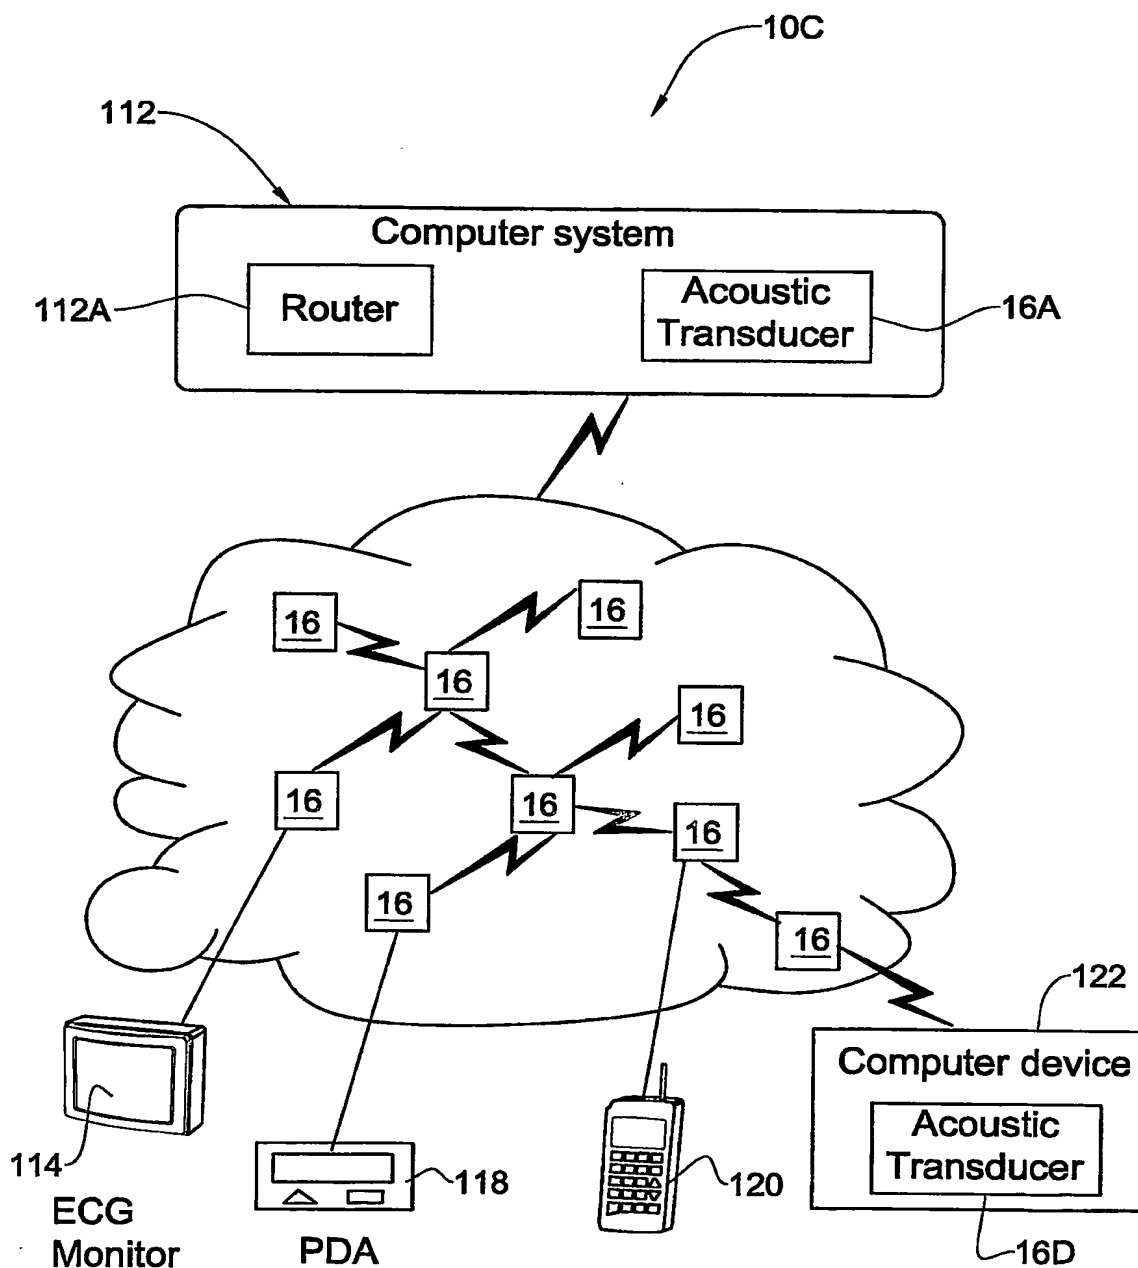 10C
112
Computer system
112A
Router
Acoustic
Transducer
16A
16
16
16
16
16
16
16
16
16
122
Computer device
Acoustic
Transducer
16D
114
ECG
Monitor
118
PDA
120